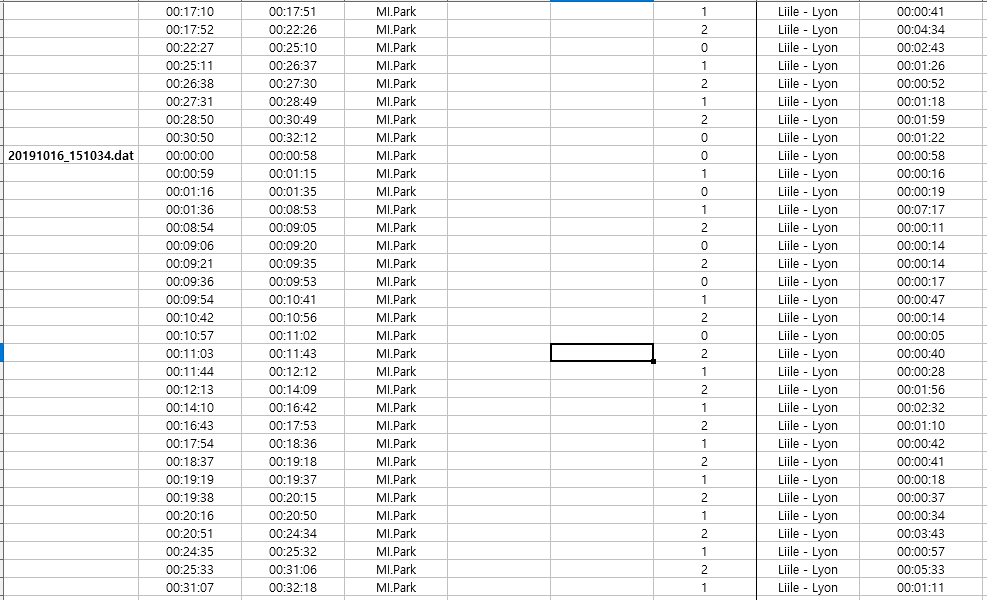 00:17:10 00:17:51 MI.Park 1 Liile - Lyon 00:00:41
00:17:52 00:22:26 MI.Park 2 Liile - Lyon 00:04:34
00:22:27 00:25:10 MI.Park 0 Liile - Lyon 00:02:43
00:25:11 00:26:37 MI.Park 1 Liile - Lyon 00:01:26
00:26:38 00:27:30 MI.Park 2 Liile - Lyon 00:00:52
00:27:31 00:28:49 MI.Park 1 Liile - Lyon 00:01:18
00:28:50 00:30:49 MI.Park 2 Liile - Lyon 00:01:59
00:30:50 00:32:12 MI.Park 0 Liile - Lyon 00:01:22
20191016_151034.dat 00:00:00 00:00:58 MI.Park 0 Liile - Lyon 00:00:58
00:00:59 00:01:15 MI.Park 1 Liile - Lyon 00:00:16
00:01:16 00:01:35 MI.Park 0 Liile - Lyon 00:00:19
00:01:36 00:08:53 MI.Park 1 Liile - Lyon 00:07:17
00:08:54 00:09:05 MI.Park 2 Liile - Lyon 00:00:11
00:09:06 00:09:20 MI.Park 0 Liile - Lyon 00:00:14
00:09:21 00:09:35 MI.Park 2 Liile - Lyon 00:00:14
00:09:36 00:09:53 MI.Park 0 Liile - Lyon 00:00:17
00:09:54 00:10:41 MI.Park 1 Liile - Lyon 00:00:47
00:10:42 00:10:56 MI.Park 2 Liile - Lyon 00:00:14
00:10:57 00:11:02 MI.Park 0 Liile - Lyon 00:00:05
00:11:03 00:11:43 MI.Park 2 Liile - Lyon 00:00:40
00:11:44 00:12:12 MI.Park 1 Liile - Lyon 00:00:28
00:12:13 00:14:09 MI.Park 2 Liile - Lyon 00:01:56
00:14:10 00:16:42 MI.Park 1 Liile - Lyon 00:02:32
00:16:43 00:17:53 MI.Park 2 Liile - Lyon 00:01:10
00:17:54 00:18:36 MI.Park 1 Liile - Lyon 00:00:42
00:18:37 00:19:18 MI.Park 2 Liile - Lyon 00:00:41
00:19:19 00:19:37 MI.Park 1 Liile - Lyon 00:00:18
00:19:38 00:20:15 MI.Park 2 Liile - Lyon 00:00:37
00:20:16 00:20:50 MI.Park 1 Liile - Lyon 00:00:34
00:20:51 00:24:34 MI.Park 2 Liile - Lyon 00:03:43
00:24:35 00:25:32 MI.Park 1 Liile - Lyon 00:00:57
00:25:33 00:31:06 MI.Park 2 Liile - Lyon 00:05:33
00:31:07 00:32:18 MI.Park 1 Liile - Lyon 00:01:11